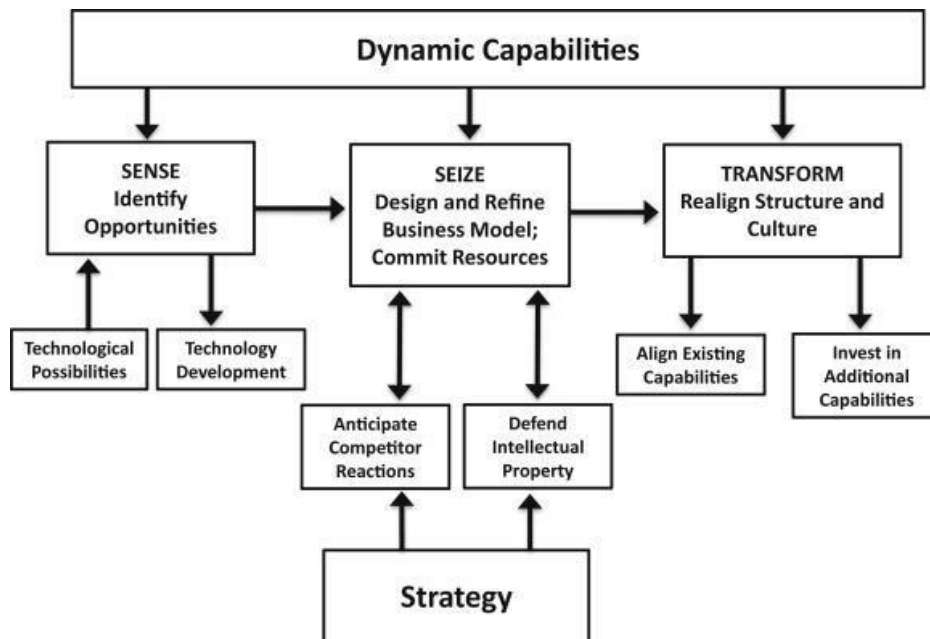 Dynamic Capabilities
SENSE
Identify
Opportunities
SEIZE
Design and Refine
Business Model;
Commit Resources
TRANSFORM
Realign Structure and
Culture
Technological
Possibilities
Technology
Development
Align Existing
Capabilities
Invest in
Additional
Capabilities
Anticipate
Competitor
Reactions
Defend
Intellectual
Property
Strategy